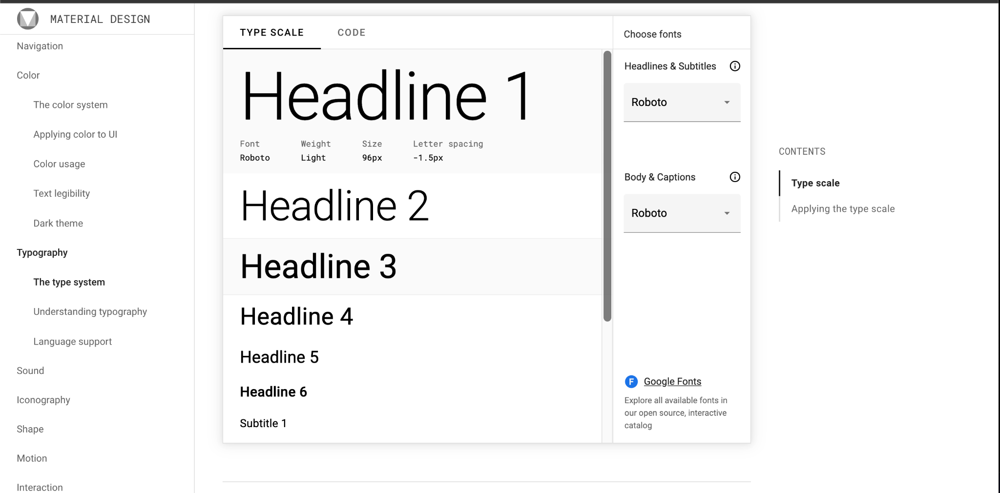 MATERIAL DESIGN
Navigation
Color
The color system
Applying color to UI
Color usage
Text legibility
Dark theme
Typography
The type system
Understanding typography
Language support
Sound
Iconography
Shape
Motion
Interaction
TYPE SCALE CODE
Headline 1
Font Weight Size Letter spacing
Roboto Light 96px -1.5px
Headline 2
Headline 3
Headline 4
Headline 5
Headline 6
Subtitle 1
Choose fonts
Headlines & Subtitles
Roboto
Body & Captions
Roboto
F Google Fonts
Explore all available fonts in
our open source, interactive
catalog
CONTENTS
Type scale
Applying the type scale